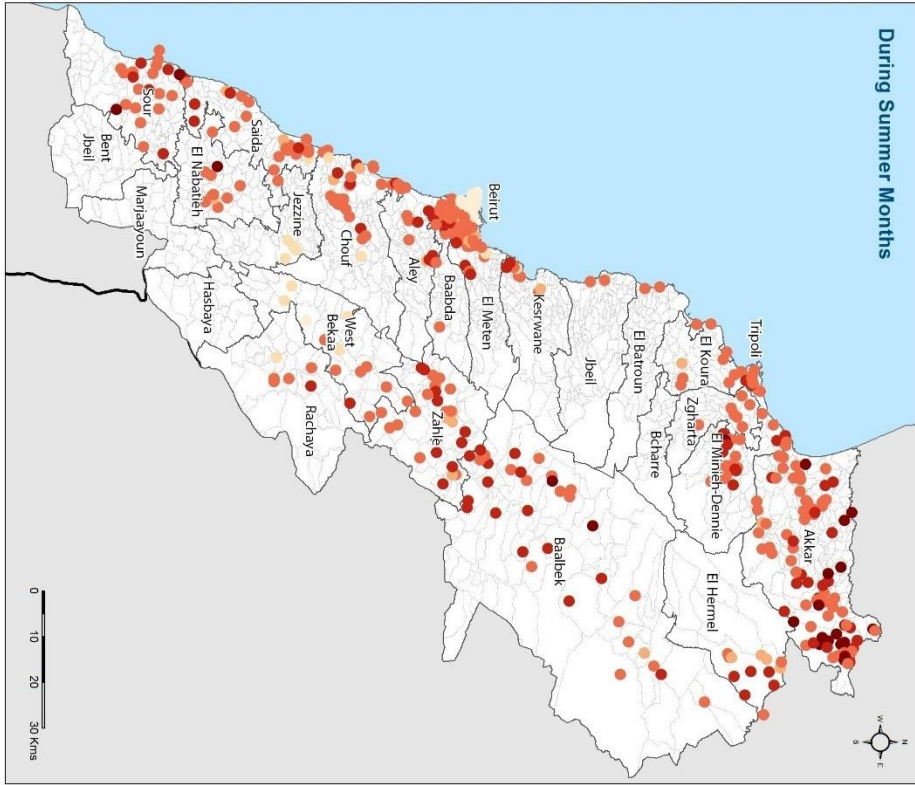 During Summer Months
N
W
E
S
Akkar
Tripoli
El Minieh-Dennie
El Koura
El Hermel
Zgharta
Bcharre
El Batroun
Jbeil
Baalbek
Kesrwane
Beirut
El Meten
Baabda
Zahle
Aley
West
Bekaa
Chouf
Rachaya
Jezzine
Saida
Hasbaya
El Nabatieh
Sour
Marjaayoun
Bent
Jbeil
0 10 20 30 Kms